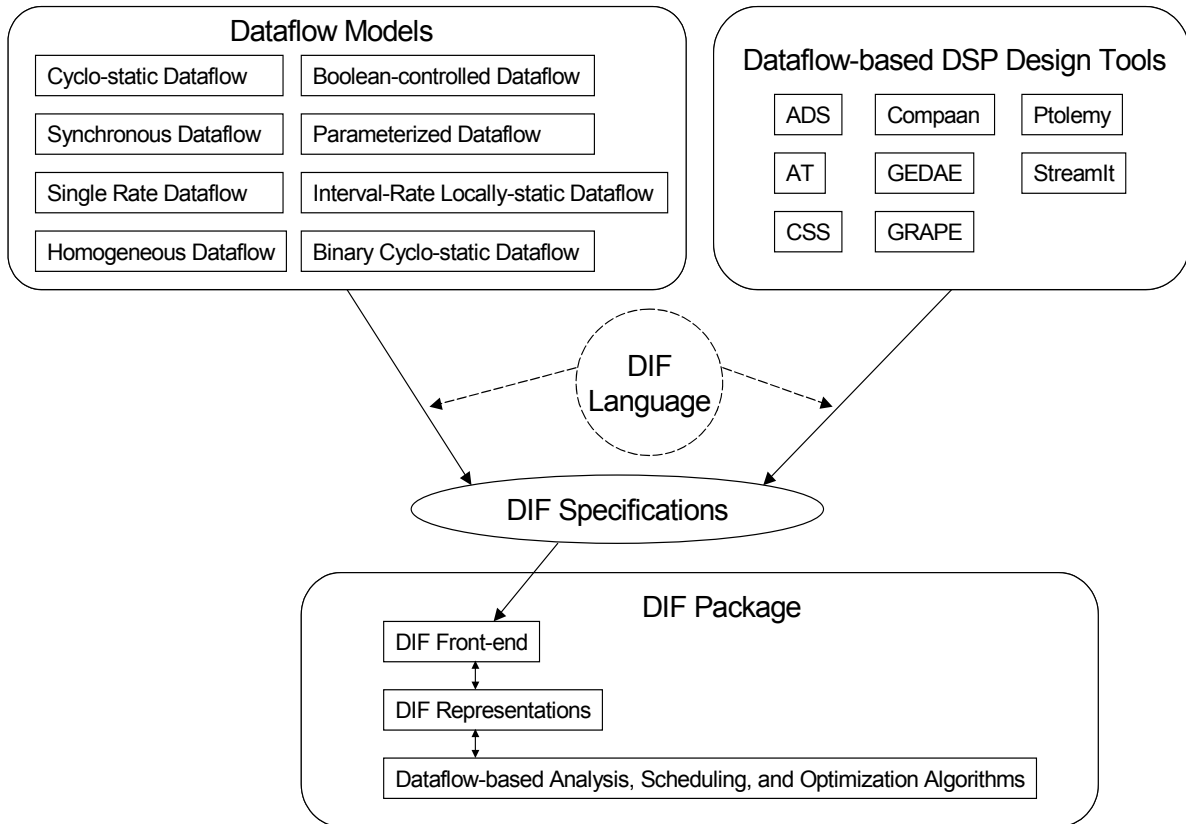 Dataflow Models
Cyclo-static Dataflow
Boolean-controlled Dataflow
Synchronous Dataflow
Parameterized Dataflow
Single Rate Dataflow
Interval-Rate Locally-static Dataflow
Homogeneous Dataflow
Binary Cyclo-static Dataflow
Dataflow-based DSP Design Tools
ADS
Compaan
Ptolemy
AT
GEDAE
StreamIt
CSS
GRAPE
DIF
Language
DIF Specifications
DIF Package
DIF Front-end
DIF Representations
Dataflow-based Analysis, Scheduling, and Optimization Algorithms